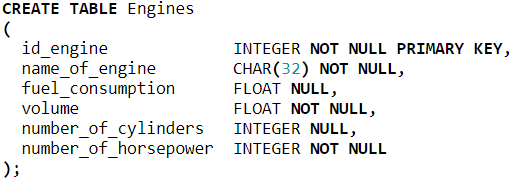 CREATE TABLE Engines
(
  id_engine             INTEGER NOT NULL PRIMARY KEY,
  name_of_engine        CHAR(32) NOT NULL,
  fuel_consumption      FLOAT NULL,
  volume                FLOAT NOT NULL,
  number_of_cylinders   INTEGER NULL,
  number_of_horsepower  INTEGER NOT NULL
);